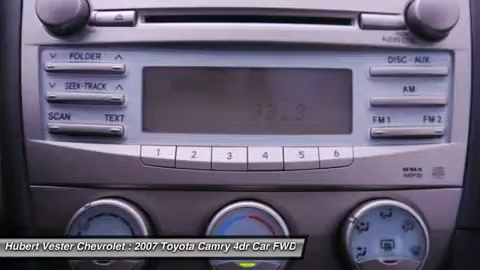 FOLDER
SEEK·TRACK
SCAN TEXT
DISC·AUX
AM
FM 1 FM 2
1 2 3 4 5 6
WMA
MP3
Hubert Vester Chevrolet : 2007 Toyota Camry 4dr Car FWD